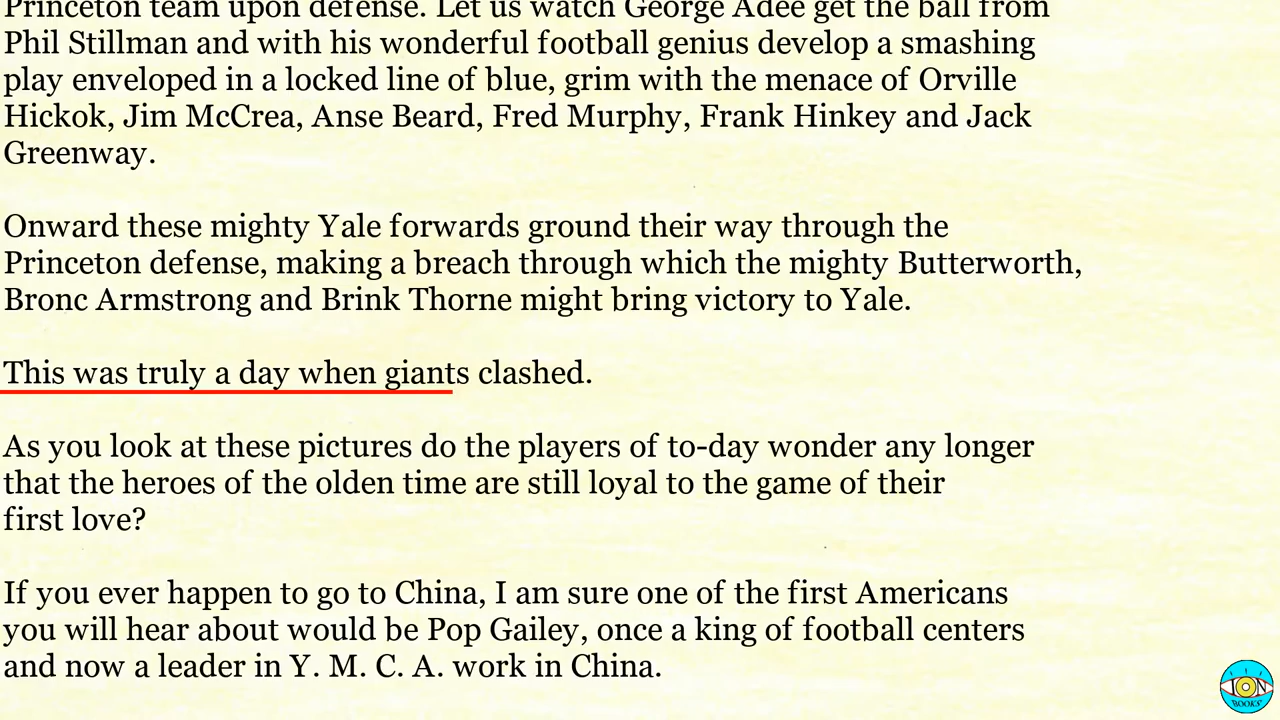 Princeton team upon defense. Let us watch George Adee get the ball from
Phil Stillman and with his wonderful football genius develop a smashing
play enveloped in a locked line of blue, grim with the menace of Orville
Hickok, Jim McCrea, Anse Beard, Fred Murphy, Frank Hinkey and Jack
Greenway.
Onward these mighty Yale forwards ground their way through the
Princeton defense, making a breach through which the mighty Butterworth,
Bronc Armstrong and Brink Thorne might bring victory to Yale.
This was truly a day when giants clashed.
As you look at these pictures do the players of to-day wonder any longer
that the heroes of the olden time are still loyal to the game of their
first love?
If you ever happen to go to China, I am sure one of the first Americans
you will hear about would be Pop Gailey, once a king of football centers
and now a leader in Y. M. C. A. work in China.
ION
BOOKS